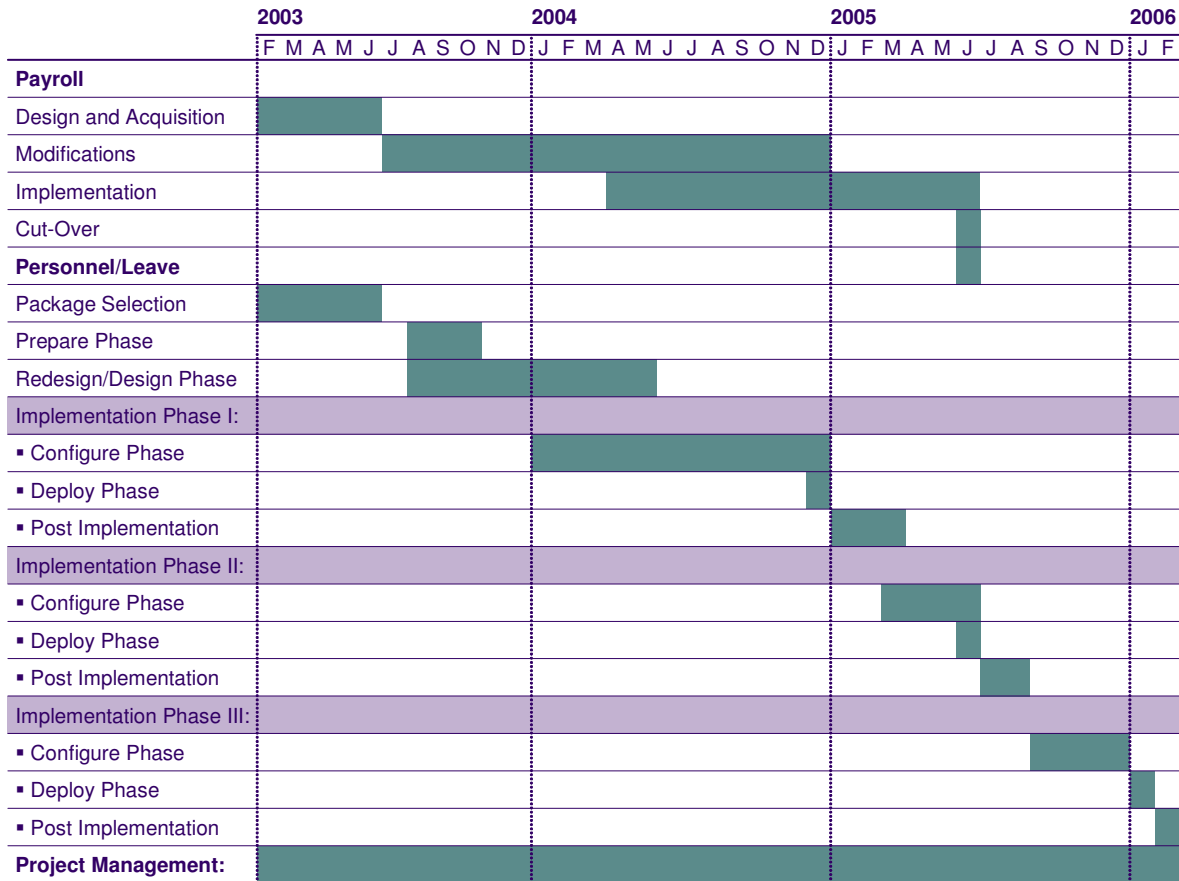 2003 2004 2005 2006
F M A M J J A S O N D J F M A M J J A S O N D J F M A M J J A S O N D J F
Payroll
Design and Acquisition
Modifications
Implementation
Cut-Over
Personnel/Leave
Package Selection
Prepare Phase
Redesign/Design Phase
Implementation Phase I:
▪ Configure Phase
▪ Deploy Phase
▪ Post Implementation
Implementation Phase II:
▪ Configure Phase
▪ Deploy Phase
▪ Post Implementation
Implementation Phase III:
▪ Configure Phase
▪ Deploy Phase
▪ Post Implementation
Project Management: